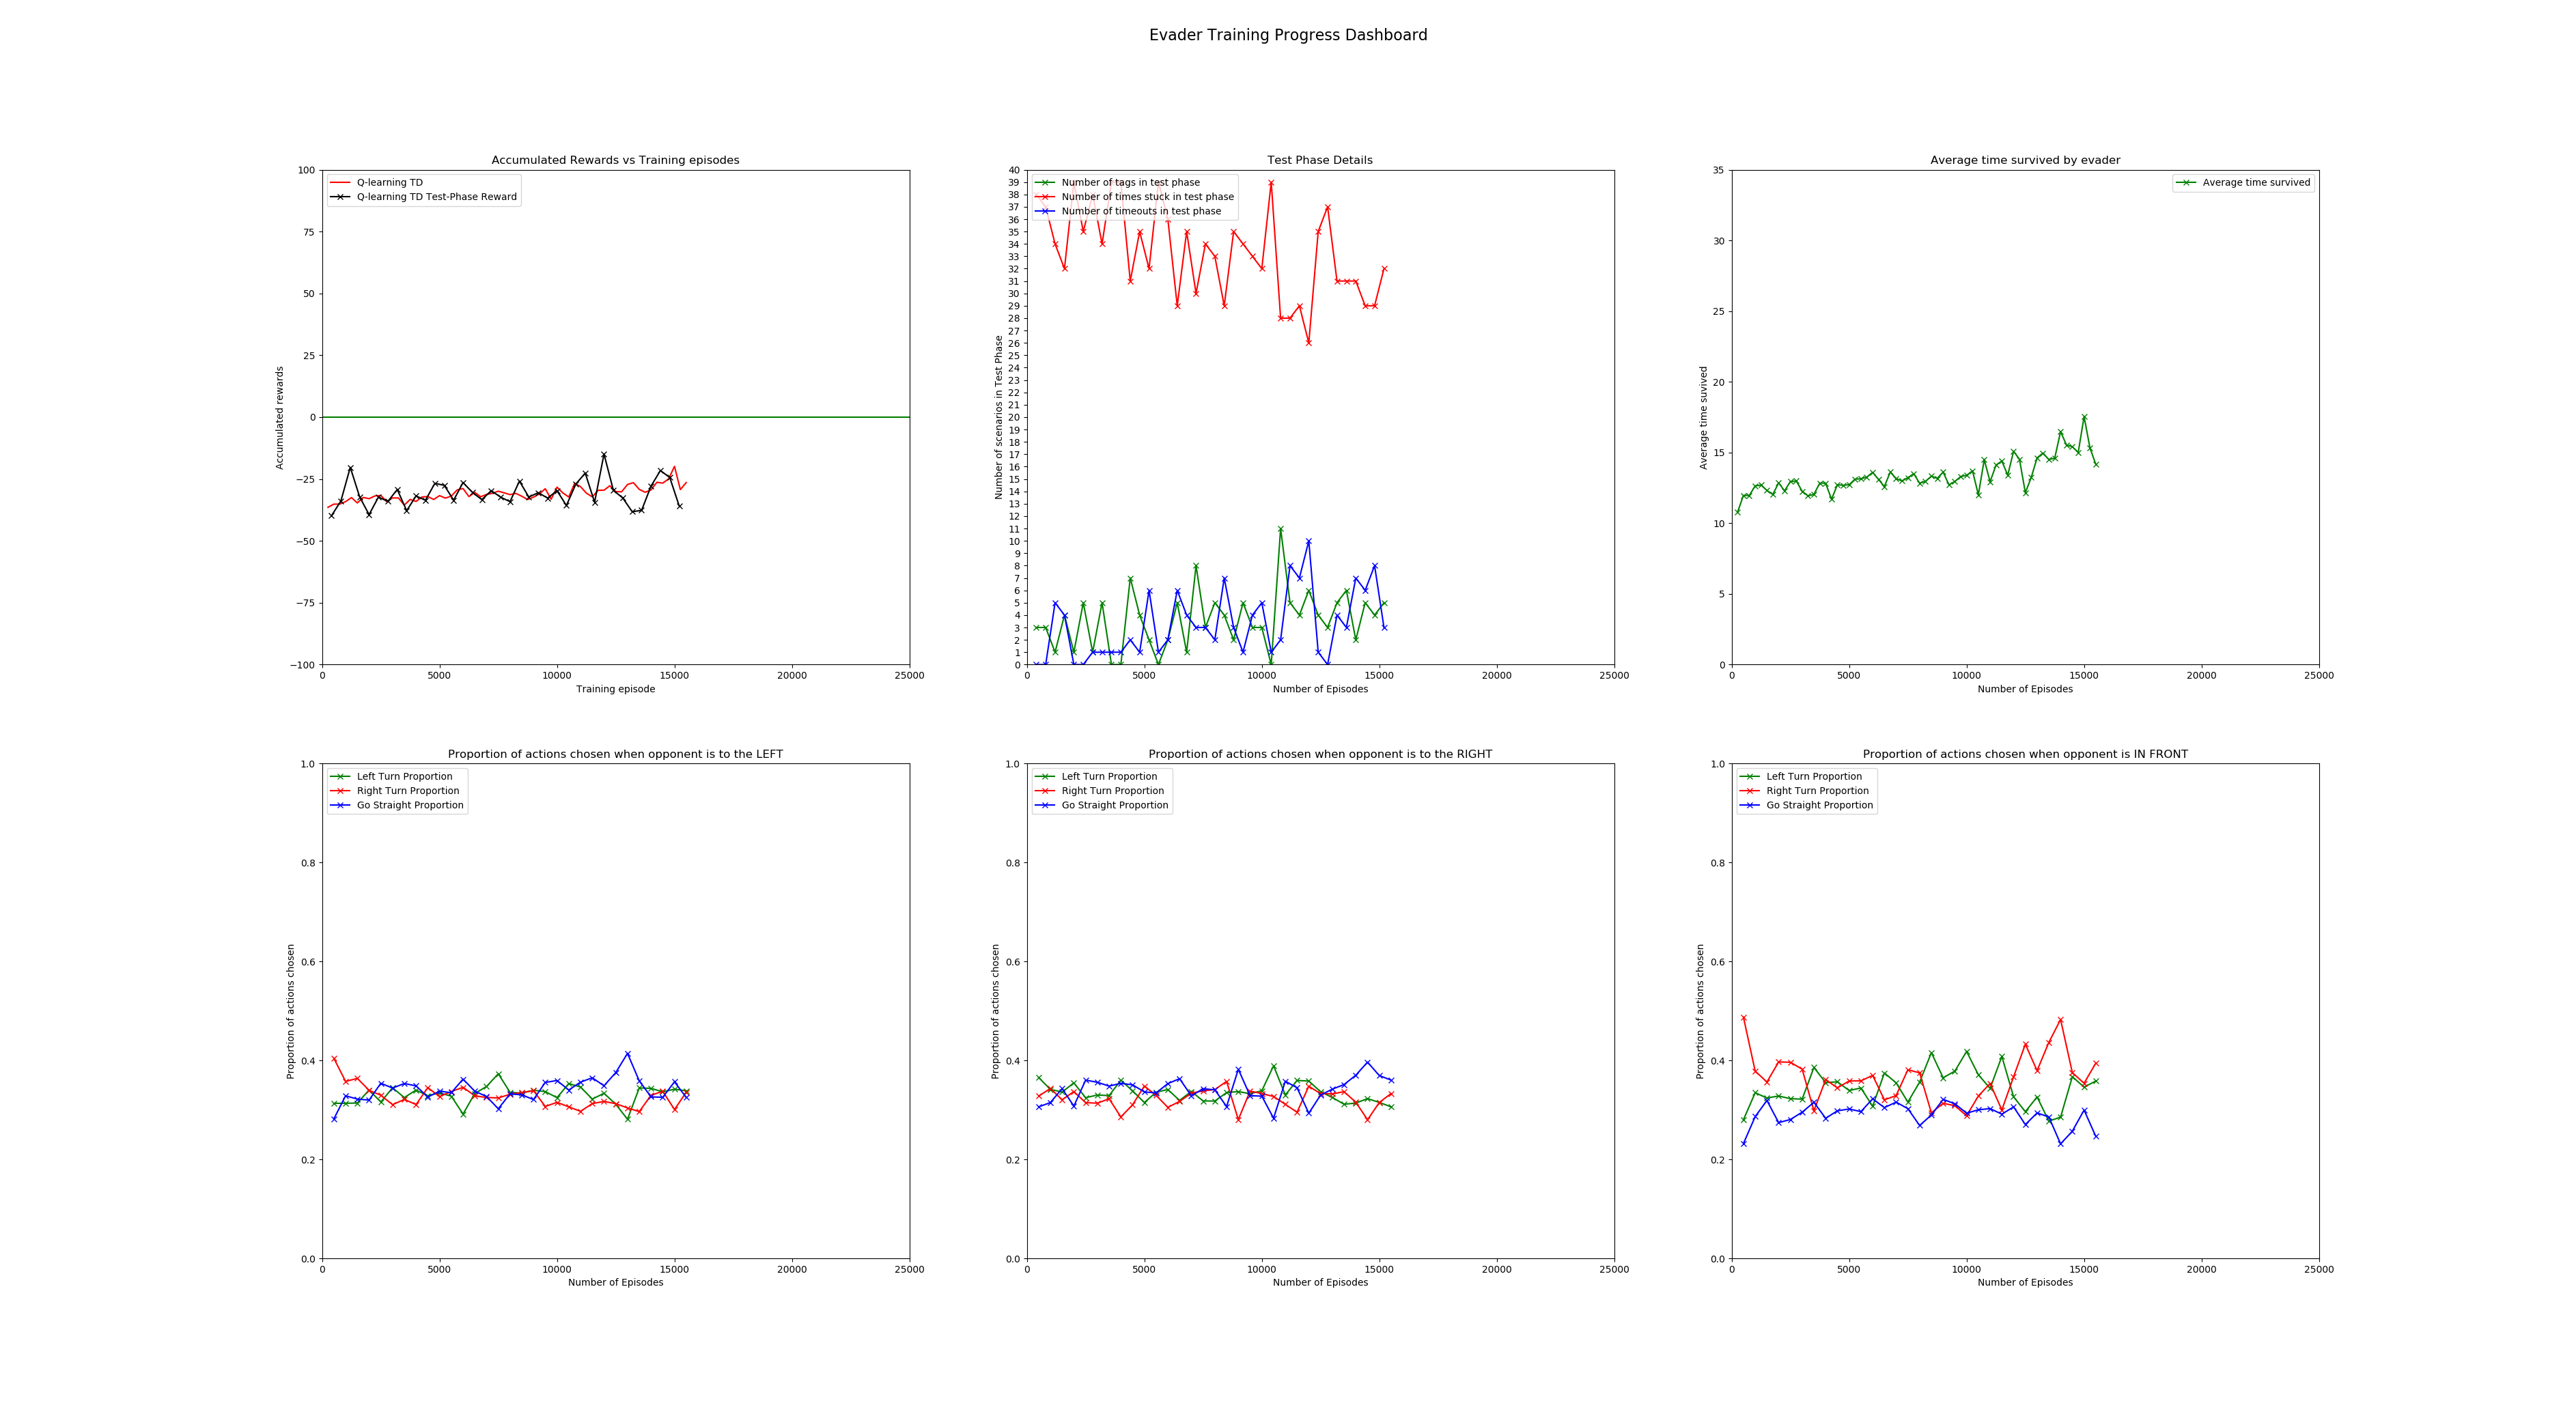 Evader Training Progress Dashboard
Accumulated Rewards vs Training episodes
100
75
50
25
0
−25
−50
−75
−100
Accumulated rewards
Q-learning TD
Q-learning TD Test-Phase Reward
0 5000 10000 15000 20000 25000
Training episode
Test Phase Details
40
39
38
37
36
35
34
33
32
31
30
29
28
27
26
25
24
23
22
21
20
19
18
17
16
15
14
13
12
11
10
9
8
7
6
5
4
3
2
1
0
Number of scenarios in Test Phase
Number of tags in test phase
Number of times stuck in test phase
Number of timeouts in test phase
0 5000 10000 15000 20000 25000
Number of Episodes
Average time survived by evader
35
30
25
20
15
10
5
0
Average time survived
Average time survived
0 5000 10000 15000 20000 25000
Number of Episodes
Proportion of actions chosen when opponent is to the LEFT
1.0
0.8
0.6
0.4
0.2
0.0
Proportion of actions chosen
Left Turn Proportion
Right Turn Proportion
Go Straight Proportion
0 5000 10000 15000 20000 25000
Number of Episodes
Proportion of actions chosen when opponent is to the RIGHT
1.0
0.8
0.6
0.4
0.2
0.0
Proportion of actions chosen
Left Turn Proportion
Right Turn Proportion
Go Straight Proportion
0 5000 10000 15000 20000 25000
Number of Episodes
Proportion of actions chosen when opponent is IN FRONT
1.0
0.8
0.6
0.4
0.2
0.0
Proportion of actions chosen
Left Turn Proportion
Right Turn Proportion
Go Straight Proportion
0 5000 10000 15000 20000 25000
Number of Episodes